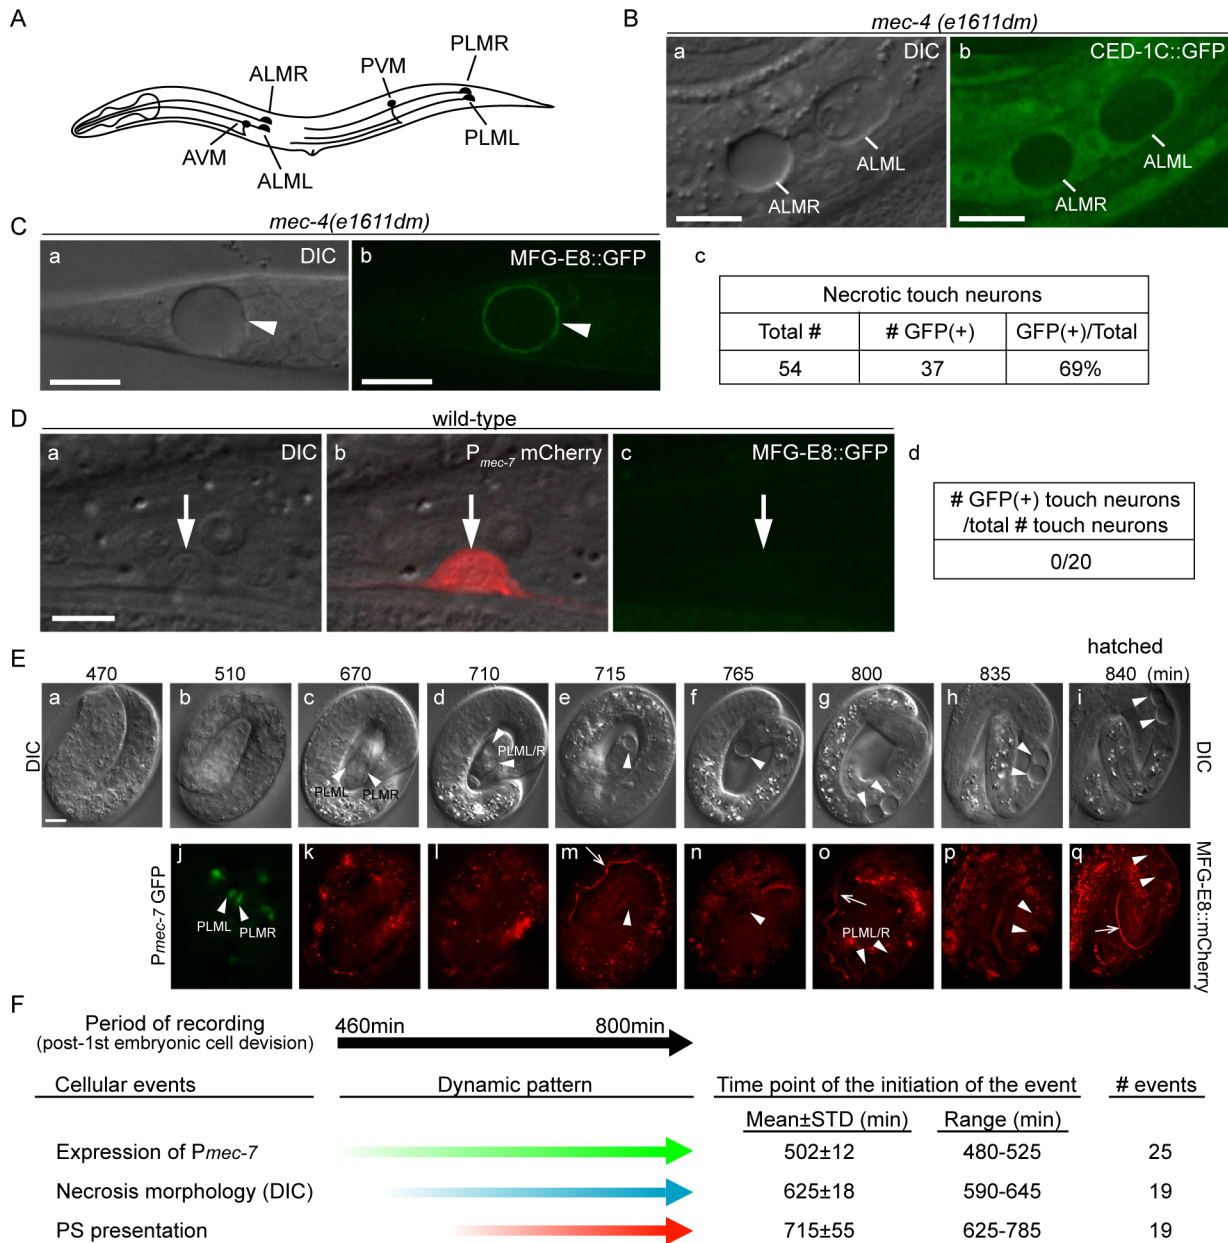 A
ALMR
AVM
ALML
PVM
PLMR
PLML
B
mec-4 (e1611dm)
a
DIC
ALML
ALMR
b
CED-1C::GFP
ALML
ALMR
C
mec-4(e1611dm)
a
DIC
b
MFG-E8::GFP
c
Necrotic touch neurons
Total # # GFP(+) GFP(+)/Total
54 37 69%
D
wild-type
a
DIC
b
Pmec-7 mCherry
c
MFG-E8::GFP
d
# GFP(+) touch neurons
/total # touch neurons
0/20
E
hatched
470 510 670 710 715 765 800 835 840 (min)
DIC
a b c d e f g h i
PLML
PLMR
PLML/R
DIC
Pmec-7 GFP
j k l m n o p q
PLML
PLMR
PLML/R
MFG-E8::mCherry
F
Period of recording
(post-1st embryonic cell devision)
460min 800min
Cellular events Dynamic pattern Time point of the initiation of the event # events
Mean±STD (min) Range (min)
Expression of Pmec-7 502±12 480-525 25
Necrosis morphology (DIC) 625±18 590-645 19
PS presentation 715±55 625-785 19